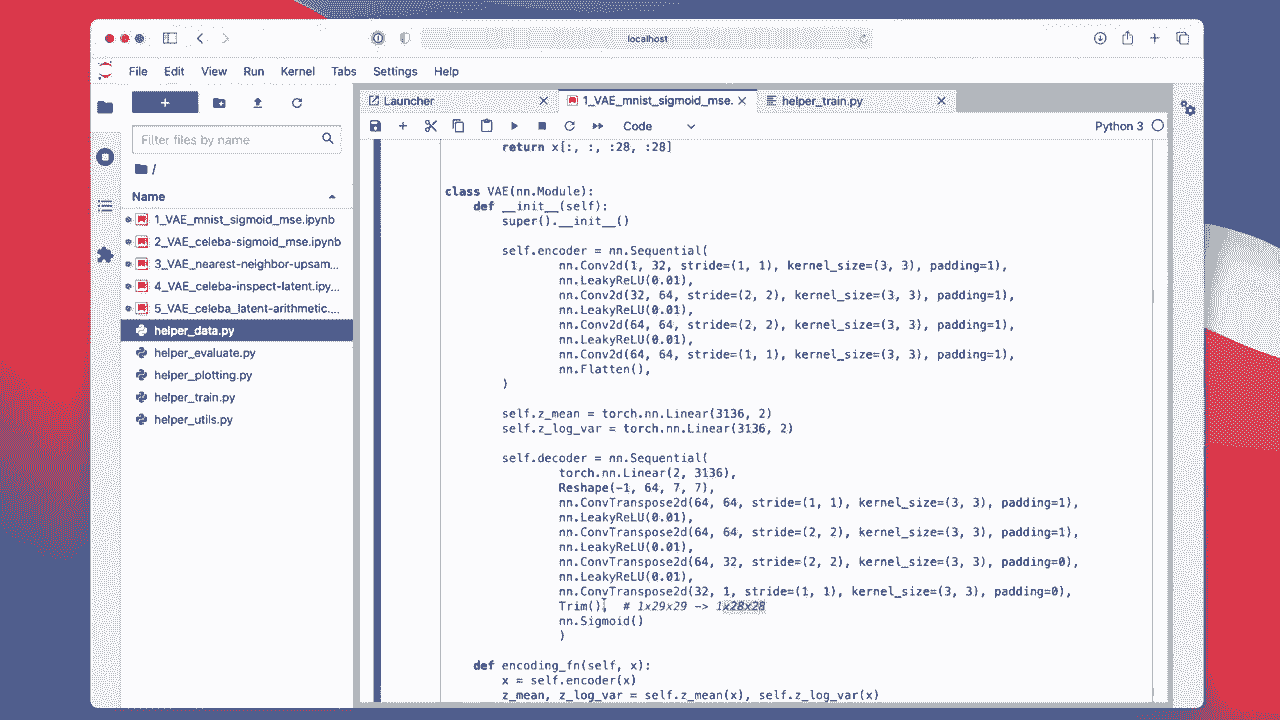 localhost
File Edit View Run Kernel Tabs Settings Help
Launcher
1_VAE_mnist_sigmoid_mse.
helper_train.py
Code
Python 3
Filter files by name
/
Name
1_VAE_mnist_sigmoid_mse.ipynb
2_VAE_celeba-sigmoid_mse.ipynb
3_VAE_nearest-neighbor-upsam...
4_VAE_celeba-inspect-latent.ipy...
5_VAE_celeba_latent-arithmetic....
helper_data.py
helper_evaluate.py
helper_plotting.py
helper_train.py
helper_utils.py
return x[:, :, :28, :28]
class VAE(nn.Module):
def __init__(self):
super().__init__()
self.encoder = nn.Sequential(
nn.Conv2d(1, 32, stride=(1, 1), kernel_size=(3, 3), padding=1),
nn.LeakyReLU(0.01),
nn.Conv2d(32, 64, stride=(2, 2), kernel_size=(3, 3), padding=1),
nn.LeakyReLU(0.01),
nn.Conv2d(64, 64, stride=(2, 2), kernel_size=(3, 3), padding=1),
nn.LeakyReLU(0.01),
nn.Conv2d(64, 64, stride=(1, 1), kernel_size=(3, 3), padding=1),
nn.Flatten(),
)
self.z_mean = torch.nn.Linear(3136, 2)
self.z_log_var = torch.nn.Linear(3136, 2)
self.decoder = nn.Sequential(
torch.nn.Linear(2, 3136),
Reshape(-1, 64, 7, 7),
nn.ConvTranspose2d(64, 64, stride=(1, 1), kernel_size=(3, 3), padding=1),
nn.LeakyReLU(0.01),
nn.ConvTranspose2d(64, 64, stride=(2, 2), kernel_size=(3, 3), padding=1),
nn.LeakyReLU(0.01),
nn.ConvTranspose2d(64, 32, stride=(2, 2), kernel_size=(3, 3), padding=0),
nn.LeakyReLU(0.01),
nn.ConvTranspose2d(32, 1, stride=(1, 1), kernel_size=(3, 3), padding=0),
Trim(), # 1x29x29 -> 1x28x28
nn.Sigmoid()
)
def encoding_fn(self, x):
x = self.encoder(x)
z_mean, z_log_var = self.z_mean(x), self.z_log_var(x)